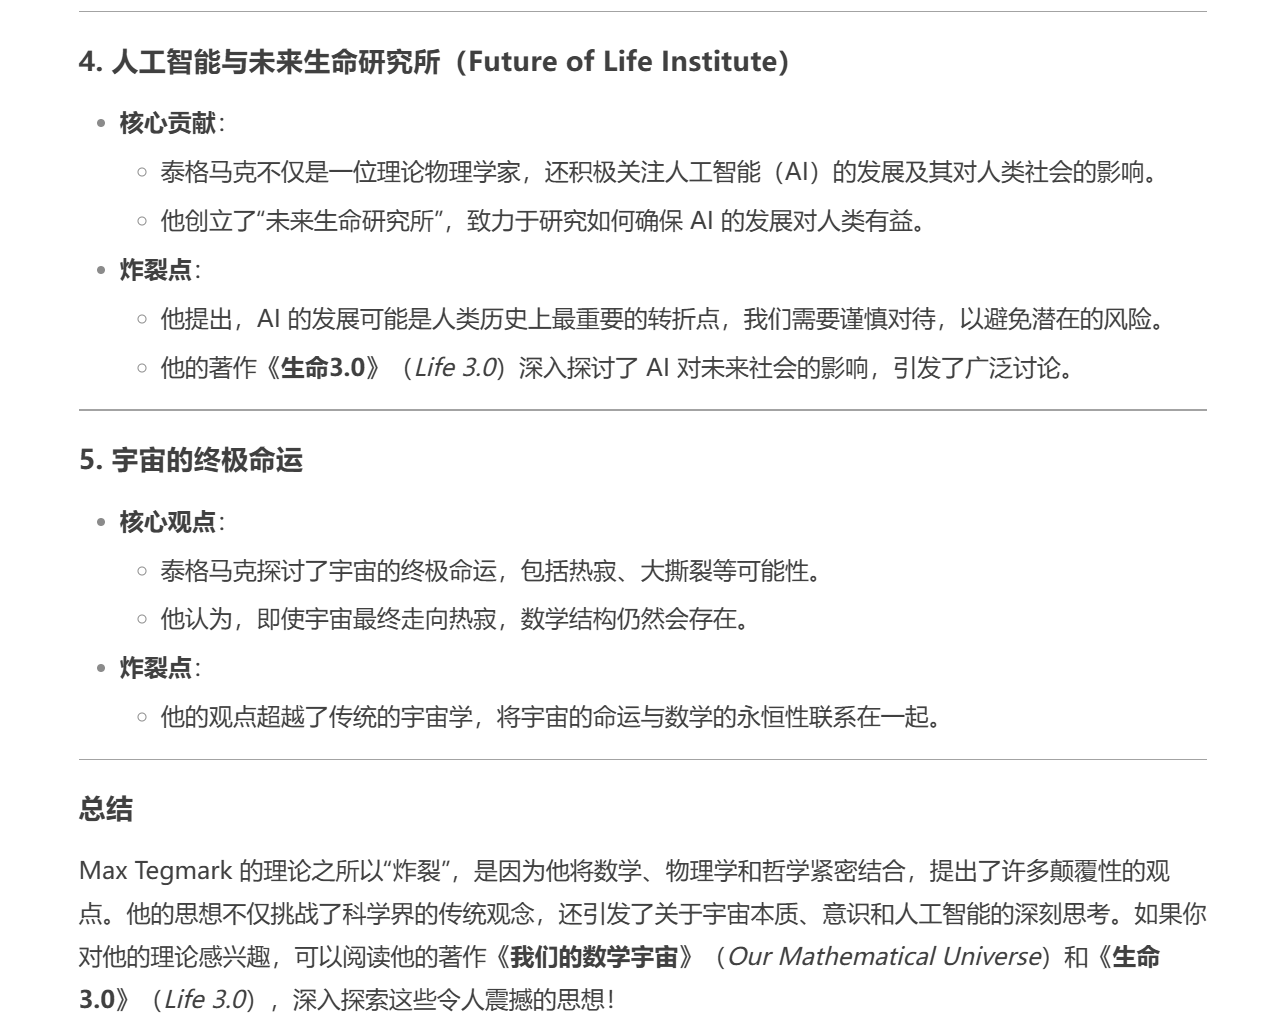 4. 人工智能与未来生命研究所（Future of Life Institute）
核心贡献：
泰格马克不仅是一位理论物理学家，还积极关注人工智能（AI）的发展及其对人类社会的影响。
他创立了“未来生命研究所”，致力于研究如何确保 AI 的发展对人类有益。
炸裂点：
他提出，AI 的发展可能是人类历史上最重要的转折点，我们需要谨慎对待，以避免潜在的风险。
他的著作《生命3.0》（Life 3.0）深入探讨了 AI 对未来社会的影响，引发了广泛讨论。
5. 宇宙的终极命运
核心观点：
泰格马克探讨了宇宙的终极命运，包括热寂、大撕裂等可能性。
他认为，即使宇宙最终走向热寂，数学结构仍然会存在。
炸裂点：
他的观点超越了传统的宇宙学，将宇宙的命运与数学的永恒性联系在一起。
总结
Max Tegmark 的理论之所以“炸裂”，是因为他将数学、物理学和哲学紧密结合，提出了许多颠覆性的观
点。他的思想不仅挑战了科学界的传统观念，还引发了关于宇宙本质、意识和人工智能的深刻思考。如果你
对他的理论感兴趣，可以阅读他的著作《我们的数学宇宙》（Our Mathematical Universe）和《生命
3.0》（Life 3.0），深入探索这些令人震撼的思想！